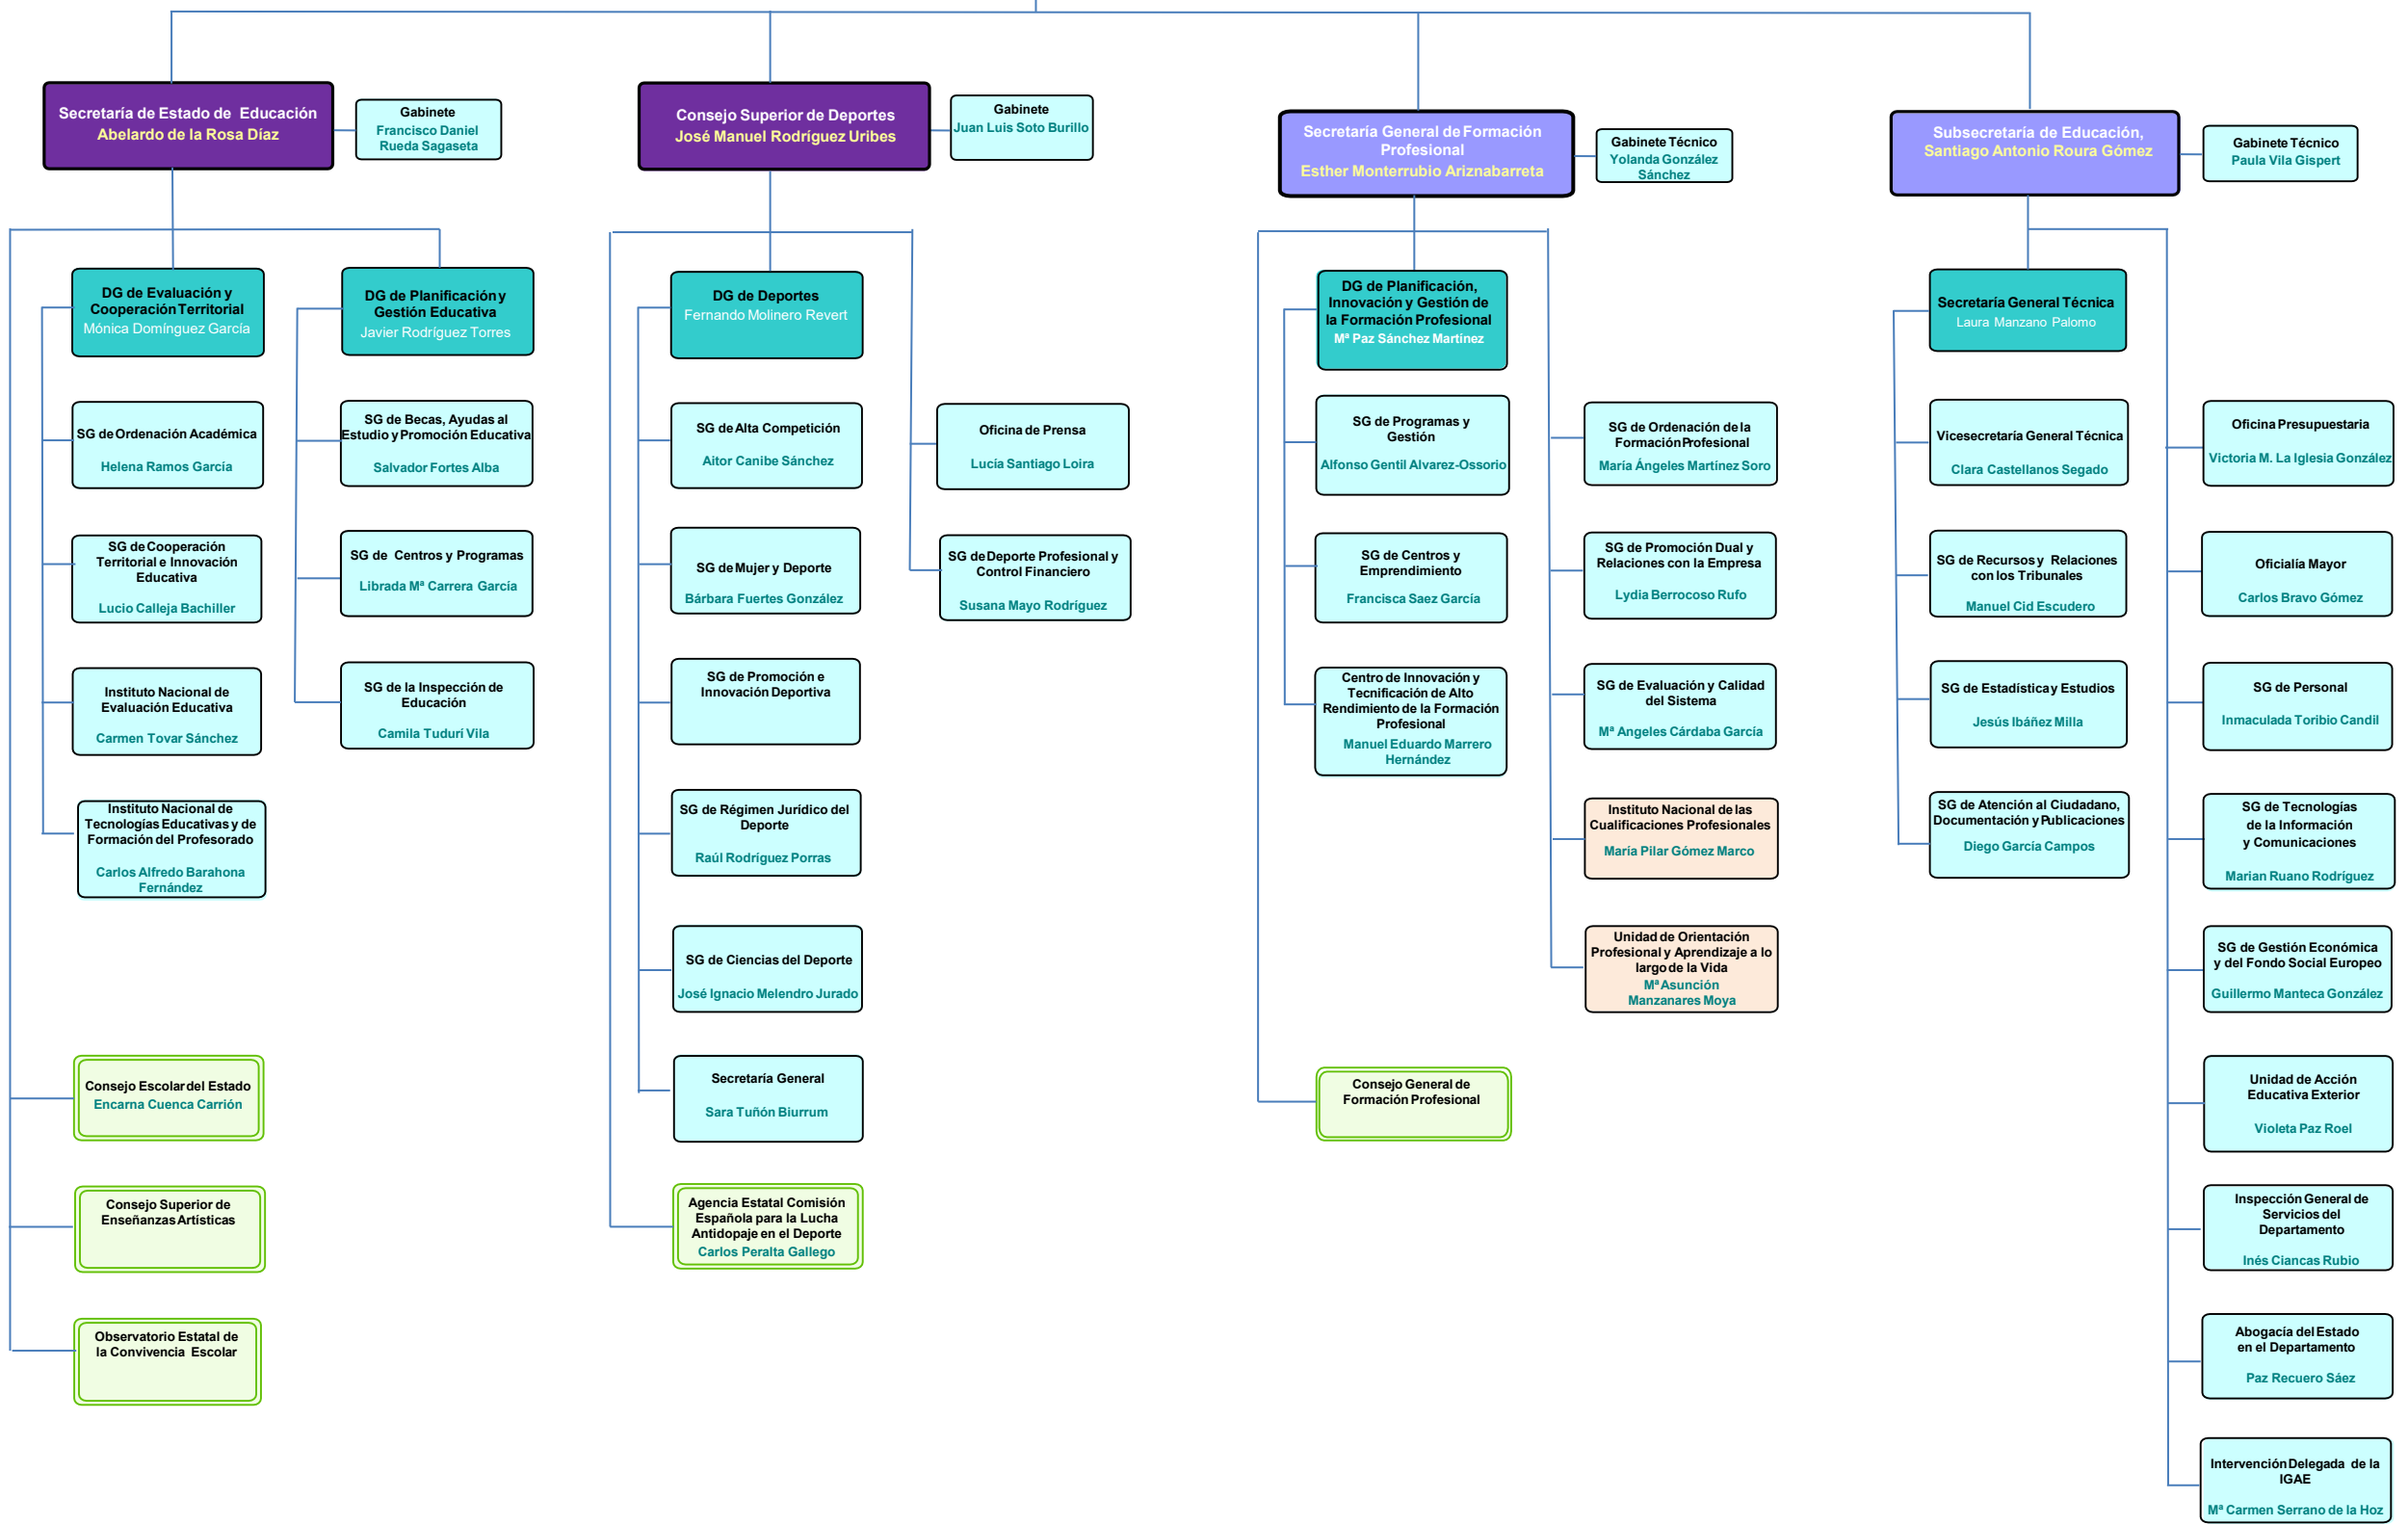 Secretaría de Estado de Educación
Abelardo de la Rosa Díaz
Gabinete
Francisco Daniel
Rueda Sagaseta
Consejo Superior de Deportes
José Manuel Rodríguez Uribes
Gabinete
Juan Luis Soto Burillo
Secretaría General de Formación
Profesional
Esther Monterrubio Ariznabarreta
Gabinete Técnico
Yolanda González
Sánchez
Subsecretaría de Educación,
Santiago Antonio Roura Gómez
Gabinete Técnico
Paula Vila Gispert
DG de Evaluación y
Cooperación Territorial
Mónica Domínguez García
SG de Ordenación Académica
Helena Ramos García
SG de Cooperación
Territorial e Innovación
Educativa
Lucio Calleja Bachiller
Instituto Nacional de
Evaluación Educativa
Carmen Tovar Sánchez
Instituto Nacional de
Tecnologías Educativas y de
Formación del Profesorado
Carlos Alfredo Barahona
Fernández
DG de Planificación y
Gestión Educativa
Javier Rodríguez Torres
SG de Becas, Ayudas al
Estudio y Promoción Educativa
Salvador Fortes Alba
SG de Centros y Programas
Librada Mª Carrera García
SG de la Inspección de
Educación
Camila Tudurí Vila
Consejo Escolar del Estado
Encarna Cuenca Carrión
Consejo Superior de
Enseñanzas Artísticas
Observatorio Estatal de
la Convivencia Escolar
DG de Deportes
Fernando Molinero Revert
SG de Alta Competición
Aitor Canibe Sánchez
SG de Mujer y Deporte
Bárbara Fuertes González
SG de Promoción e
Innovación Deportiva
SG de Régimen Jurídico del
Deporte
Raúl Rodríguez Porras
SG de Ciencias del Deporte
José Ignacio Melendro Jurado
Secretaría General
Sara Tuñón Biurrum
Agencia Estatal Comisión
Española para la Lucha
Antidopaje en el Deporte
Carlos Peralta Gallego
Oficina de Prensa
Lucía Santiago Loira
SG de Deporte Profesional y
Control Financiero
Susana Mayo Rodríguez
DG de Planificación,
Innovación y Gestión de
la Formación Profesional
Mª Paz Sánchez Martínez
SG de Programas y
Gestión
Alfonso Gentil Alvarez-Ossorio
SG de Centros y
Emprendimiento
Francisca Saez García
Centro de Innovación y
Tecnificación de Alto
Rendimiento de la Formación
Profesional
Manuel Eduardo Marrero
Hernández
Consejo General de
Formación Profesional
SG de Ordenación de la
Formación Profesional
María Ángeles Martínez Soro
SG de Promoción Dual y
Relaciones con la Empresa
Lydia Berrocoso Rufo
SG de Evaluación y Calidad
del Sistema
Mª Angeles Cárdaba García
Instituto Nacional de las
Cualificaciones Profesionales
María Pilar Gómez Marco
Unidad de Orientación
Profesional y Aprendizaje a lo
largo de la Vida
Mª Asunción
Manzanares Moya
Secretaría General Técnica
Laura Manzano Palomo
Vicesecretaría General Técnica
Clara Castellanos Segado
SG de Recursos y Relaciones
con los Tribunales
Manuel Cid Escudero
SG de Estadística y Estudios
Jesús Ibáñez Milla
SG de Atención al Ciudadano,
Documentación y Publicaciones
Diego García Campos
Oficina Presupuestaria
Victoria M. La Iglesia González
Oficialía Mayor
Carlos Bravo Gómez
SG de Personal
Inmaculada Toribio Candil
SG de Tecnologías
de la Información
y Comunicaciones
Marian Ruano Rodríguez
SG de Gestión Económica
y del Fondo Social Europeo
Guillermo Manteca González
Unidad de Acción
Educativa Exterior
Violeta Paz Roel
Inspección General de
Servicios del
Departamento
Inés Ciancas Rubio
Abogacía del Estado
en el Departamento
Paz Recuero Sáez
Intervención Delegada de la
IGAE
Mª Carmen Serrano de la Hoz